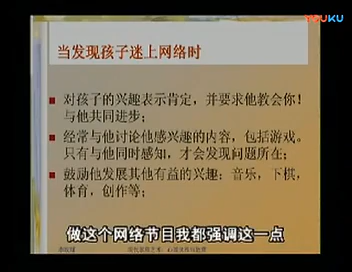 YOUKU
当发现孩子迷上网络时
对孩子的兴趣表示肯定，并要求他教会你！
与他共同进步；
经常与他讨论他感兴趣的内容，包括游戏。
只有与他同时感知，才会发现问题所在；
鼓励他发展其他有益的兴趣：音乐，下棋，
体育，创作等；
做这个网络节目我都强调这一点